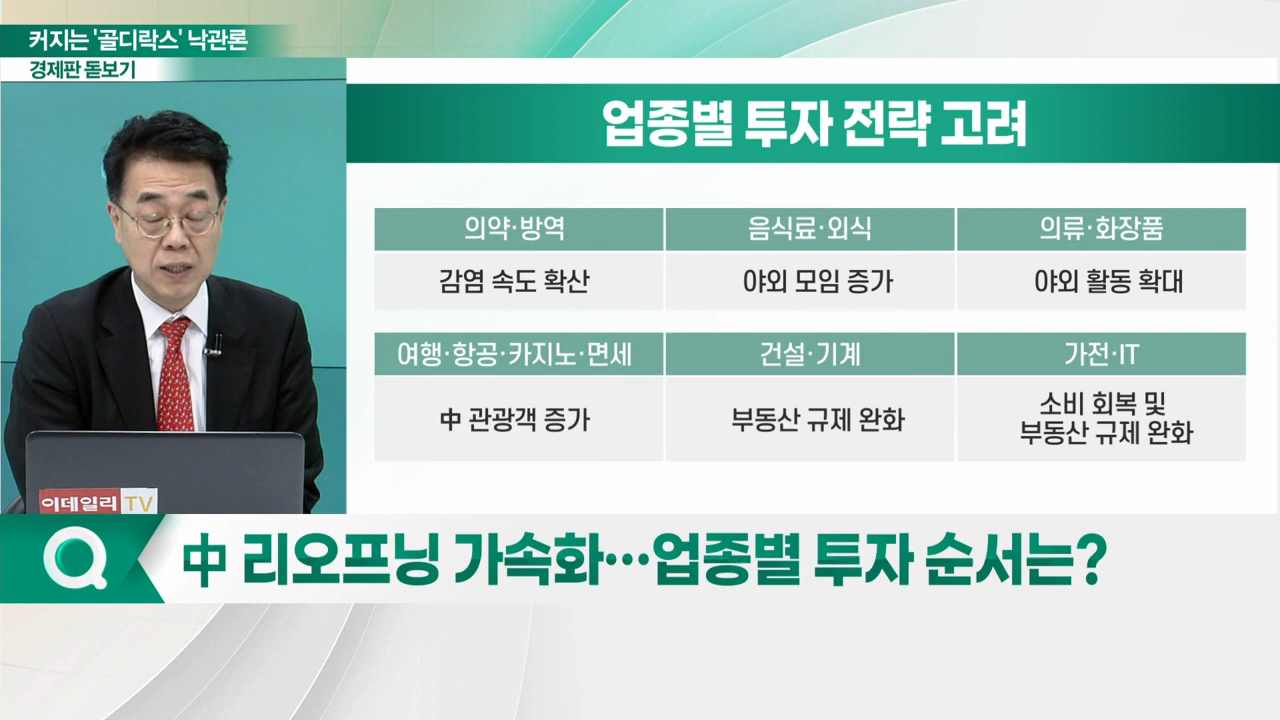 커지는 '골디락스' 낙관론
경제판 돋보기
업종별 투자 전략 고려
의약·방역 음식료·외식 의류·화장품
감염 속도 확산 야외 모임 증가 야외 활동 확대
여행·항공·카지노·면세 건설·기계 가전·IT
中 관광객 증가 부동산 규제 완화 소비 회복 및
부동산 규제 완화
이데일리 TV
中 리오프닝 가속화…업종별 투자 순서는?